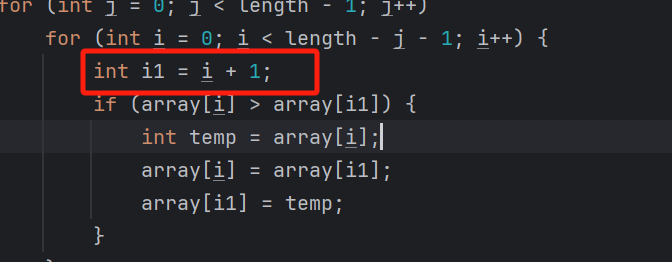 for (int j = 0; j < length - 1; j++)
for (int i = 0; i < length - j - 1; i++) {
int i1 = i + 1;
if (array[i] > array[i1]) {
int temp = array[i];
array[i] = array[i1];
array[i1] = temp;
}
}